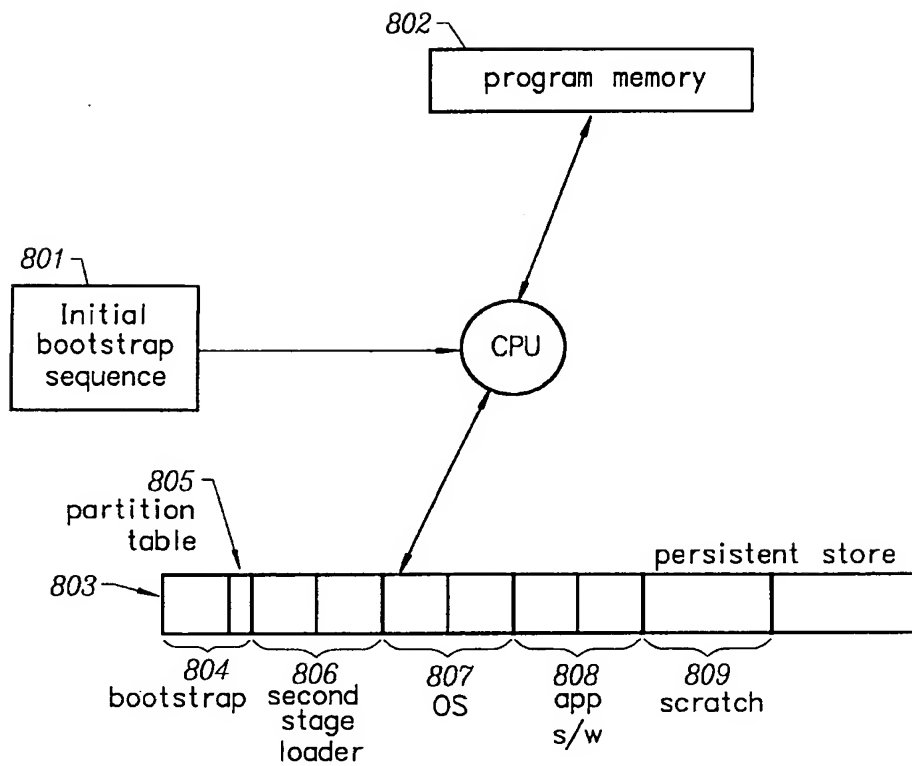 802
program memory
801
Initial
bootstrap
sequence
CPU
805
partition
table
persistent store
803
804
bootstrap
806
second
stage
loader
807
OS
808
app
s/w
809
scratch